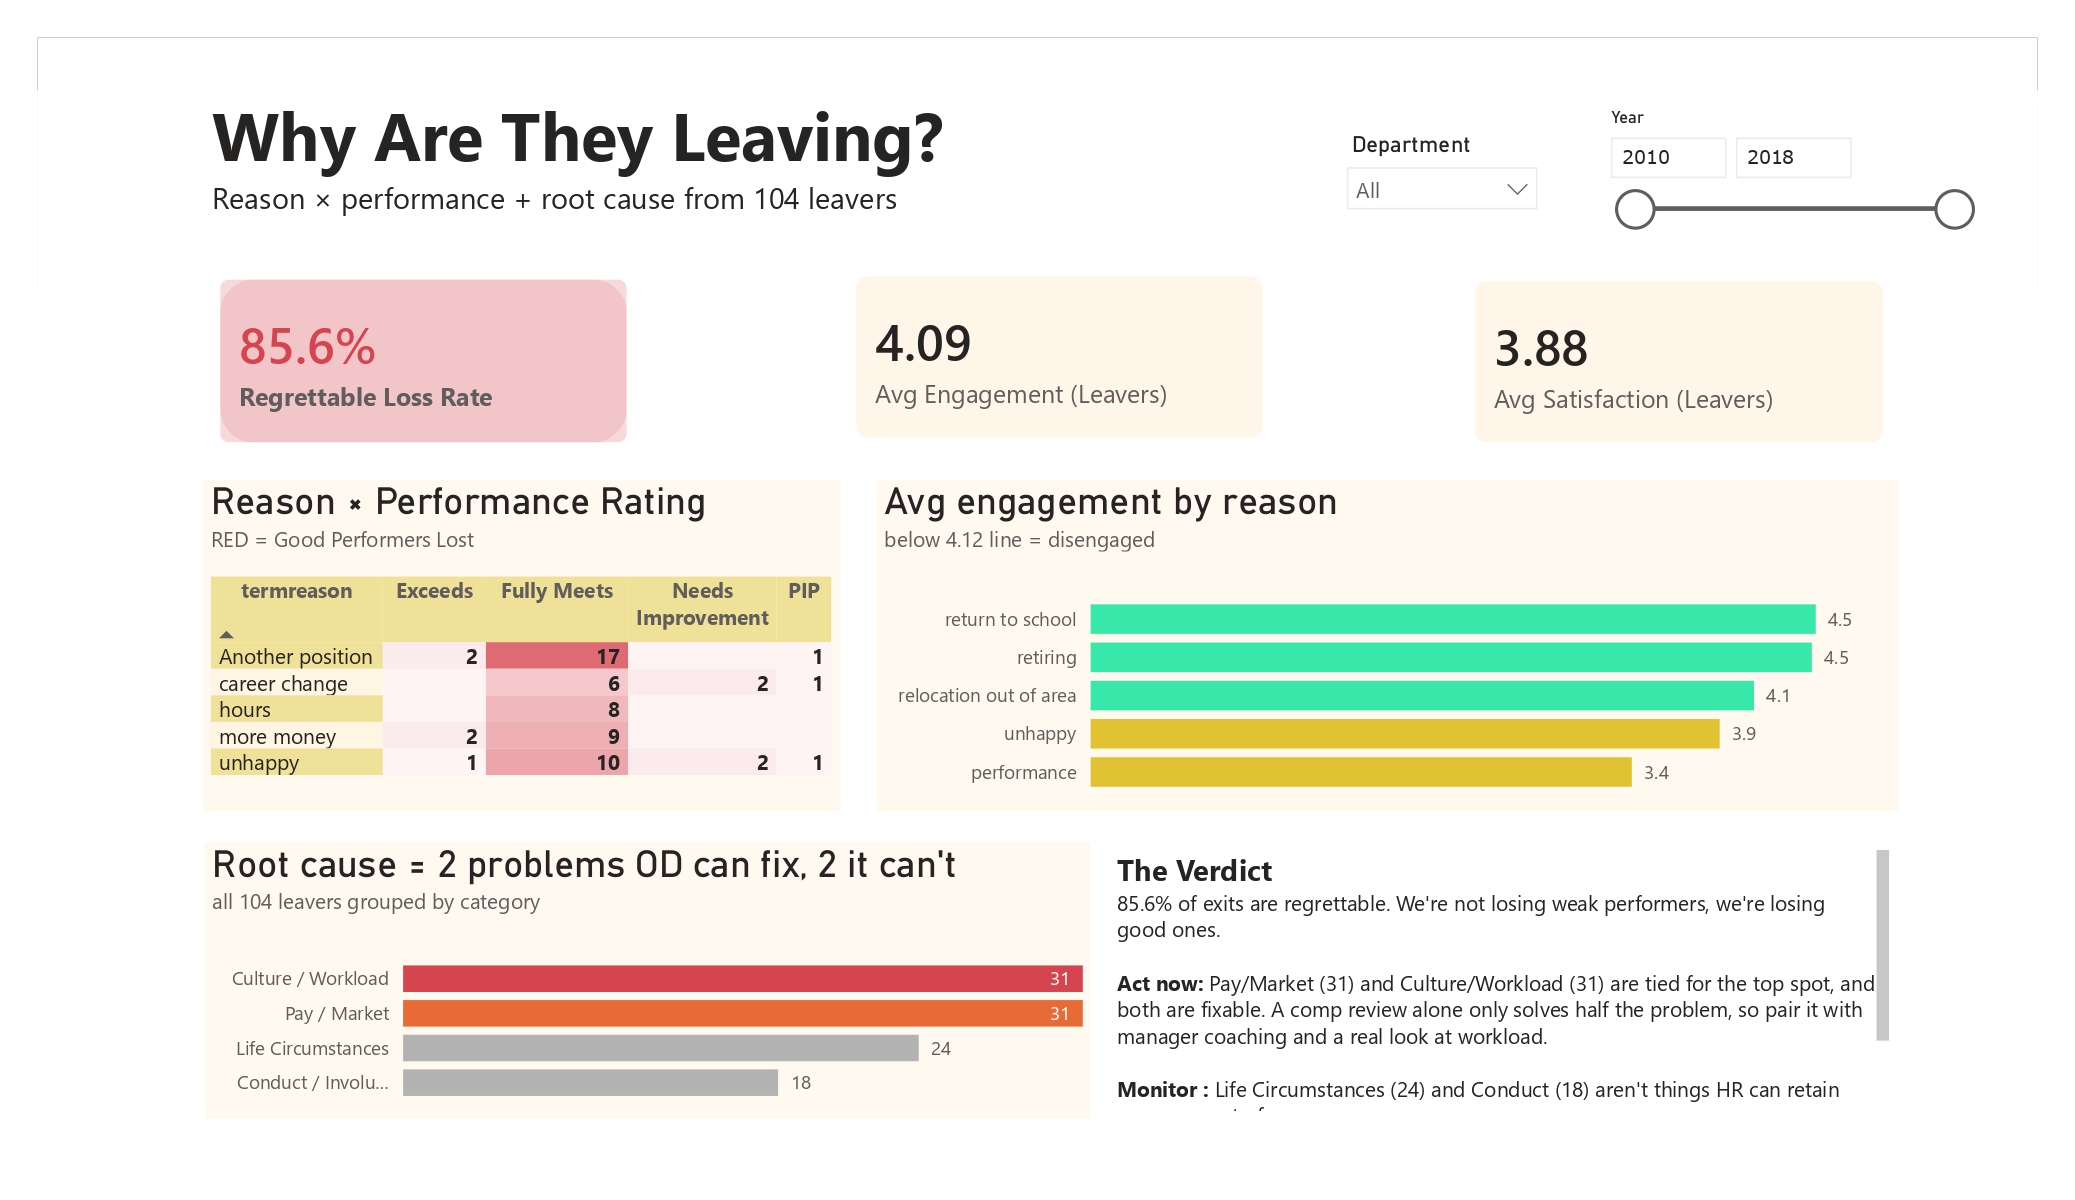 Why Are They Leaving?
Reason × performance + root cause from 104 leavers
Department
All
Year
2010 2018
85.6%
Regrettable Loss Rate
4.09
Avg Engagement (Leavers)
3.88
Avg Satisfaction (Leavers)
Reason × Performance Rating
RED = Good Performers Lost
termreason Exceeds Fully Meets Needs Improvement PIP
Another position 2 17 1
career change 6 2 1
hours 8
more money 2 9
unhappy 1 10 2 1
Avg engagement by reason
below 4.12 line = disengaged
return to school 4.5
retiring 4.5
relocation out of area 4.1
unhappy 3.9
performance 3.4
Root cause = 2 problems OD can fix, 2 it can't
all 104 leavers grouped by category
Culture / Workload 31
Pay / Market 31
Life Circumstances 24
Conduct / Involu... 18
The Verdict
85.6% of exits are regrettable. We're not losing weak performers, we're losing
good ones.
Act now: Pay/Market (31) and Culture/Workload (31) are tied for the top spot, and
both are fixable. A comp review alone only solves half the problem, so pair it with
manager coaching and a real look at workload.
Monitor : Life Circumstances (24) and Conduct (18) aren't things HR can retain